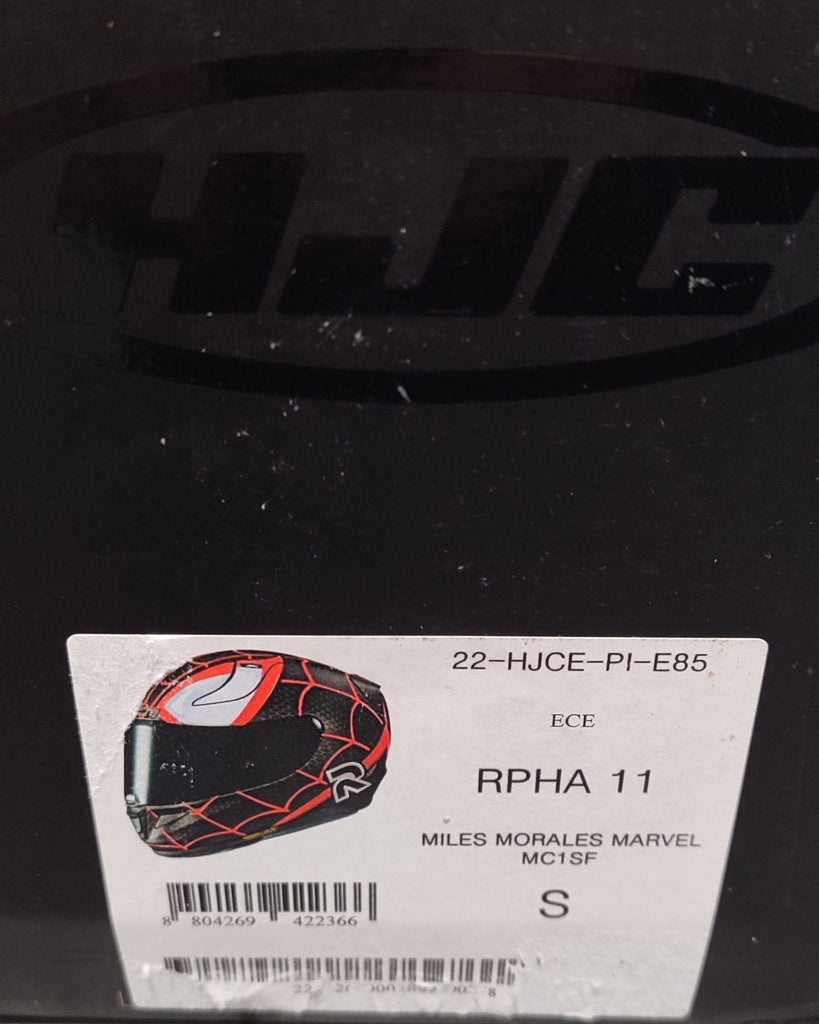 HJC
22-HJCE-PI-E85
ECE
RPHA 11
MILES MORALES MARVEL
MC1SF
S
8 804269 422366